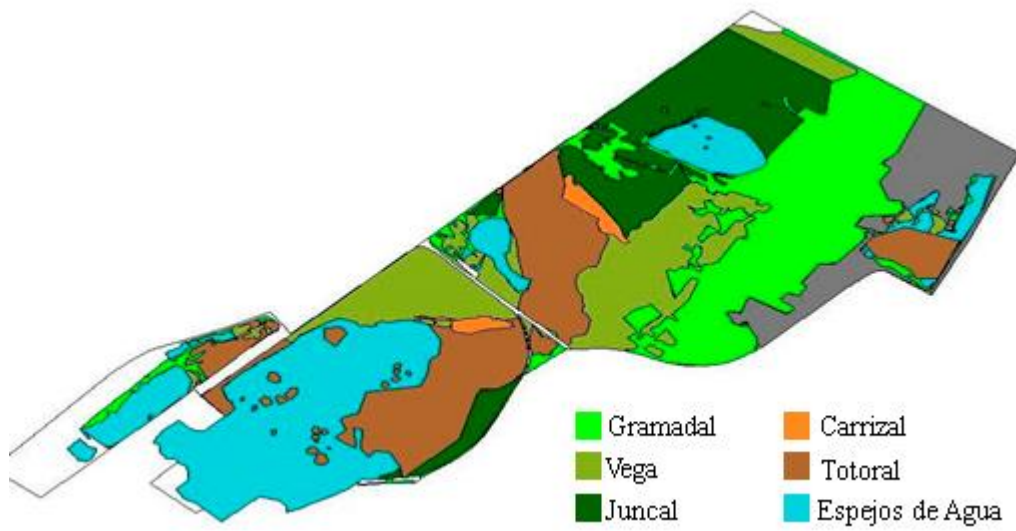 Gramadal
Vega
Juncal
Carrizal
Totoral
Espejos de Agua